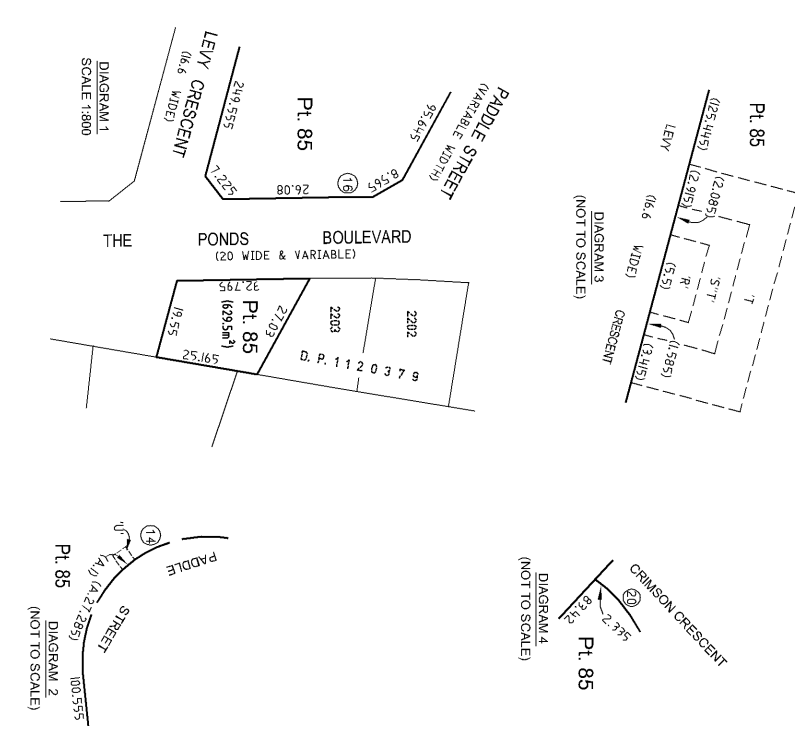 DIAGRAM 1
SCALE 1:800
LEVY CRESCENT
(16.6 WIDE)
249.555
Pt. 85
95.645
PADDLE STREET
(VARIABLE WIDTH)
7.225
26.08
16
8.565
THE PONDS BOULEVARD
(20 WIDE & VARIABLE)
32.795
19.55
Pt. 85
(629.5m²)
27.03
25.165
2203
2202
D.P.1120379
Pt. 85
(125.445)
LEVY CRESCENT
(16.6 WIDE)
(2.915)
(2.085)
(5.5)
'R'
'S'
'T'
'T'
(1.585)
(3.415)
DIAGRAM 3
(NOT TO SCALE)
'U'
14
PADDLE
STREET
(A.1)
(A.27.285)
Pt. 85
100.555
DIAGRAM 2
(NOT TO SCALE)
CRIMSON CRESCENT
20
83.42
2.335
Pt. 85
DIAGRAM 4
(NOT TO SCALE)